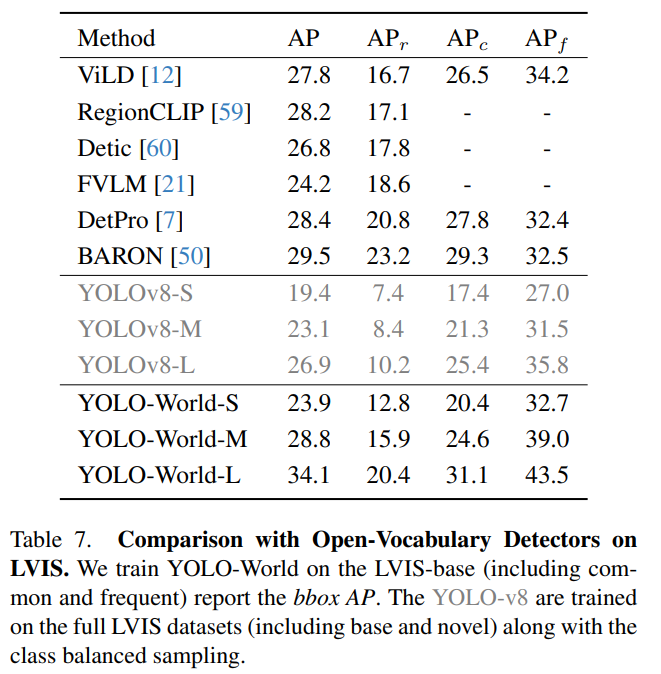 Method AP APr APc APf
ViLD [12] 27.8 16.7 26.5 34.2
RegionCLIP [59] 28.2 17.1 - -
Detic [60] 26.8 17.8 - -
FVLM [21] 24.2 18.6 - -
DetPro [7] 28.4 20.8 27.8 32.4
BARON [50] 29.5 23.2 29.3 32.5
YOLOv8-S 19.4 7.4 17.4 27.0
YOLOv8-M 23.1 8.4 21.3 31.5
YOLOv8-L 26.9 10.2 25.4 35.8
YOLO-World-S 23.9 12.8 20.4 32.7
YOLO-World-M 28.8 15.9 24.6 39.0
YOLO-World-L 34.1 20.4 31.1 43.5
Table 7. Comparison with Open-Vocabulary Detectors on
LVIS. We train YOLO-World on the LVIS-base (including com-
mon and frequent) report the bbox AP. The YOLO-v8 are trained
on the full LVIS datasets (including base and novel) along with the
class balanced sampling.